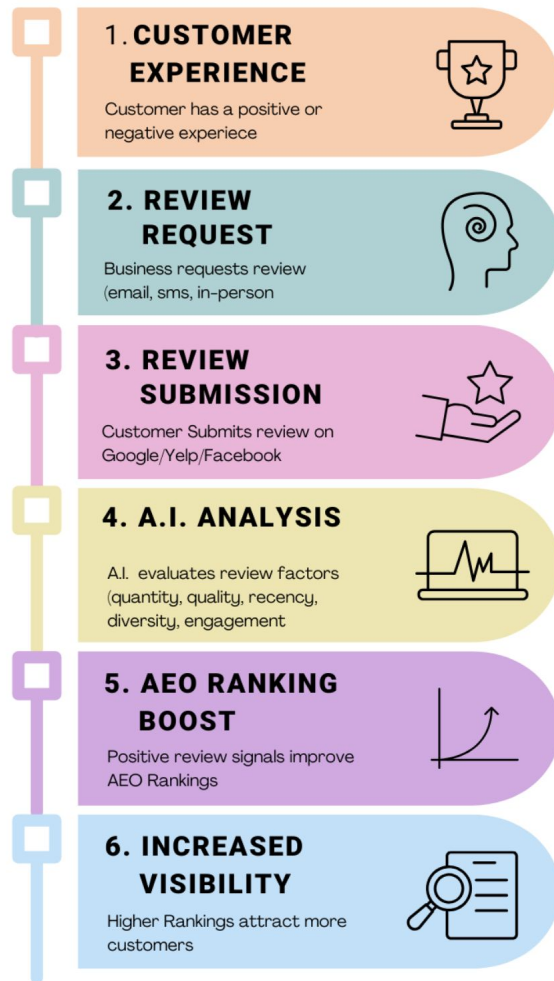 1. CUSTOMER
EXPERIENCE
Customer has a positive or
negative experiece
2. REVIEW
REQUEST
Business requests review
(email, sms, in-person
3. REVIEW
SUBMISSION
Customer Submits review on
Google/Yelp/Facebook
4. A.I. ANALYSIS
A.I. evaluates review factors
(quantity, quality, recency,
diversity, engagement
5. AEO RANKING
BOOST
Positive review signals improve
AEO Rankings
6. INCREASED
VISIBILITY
Higher Rankings attract more
customers